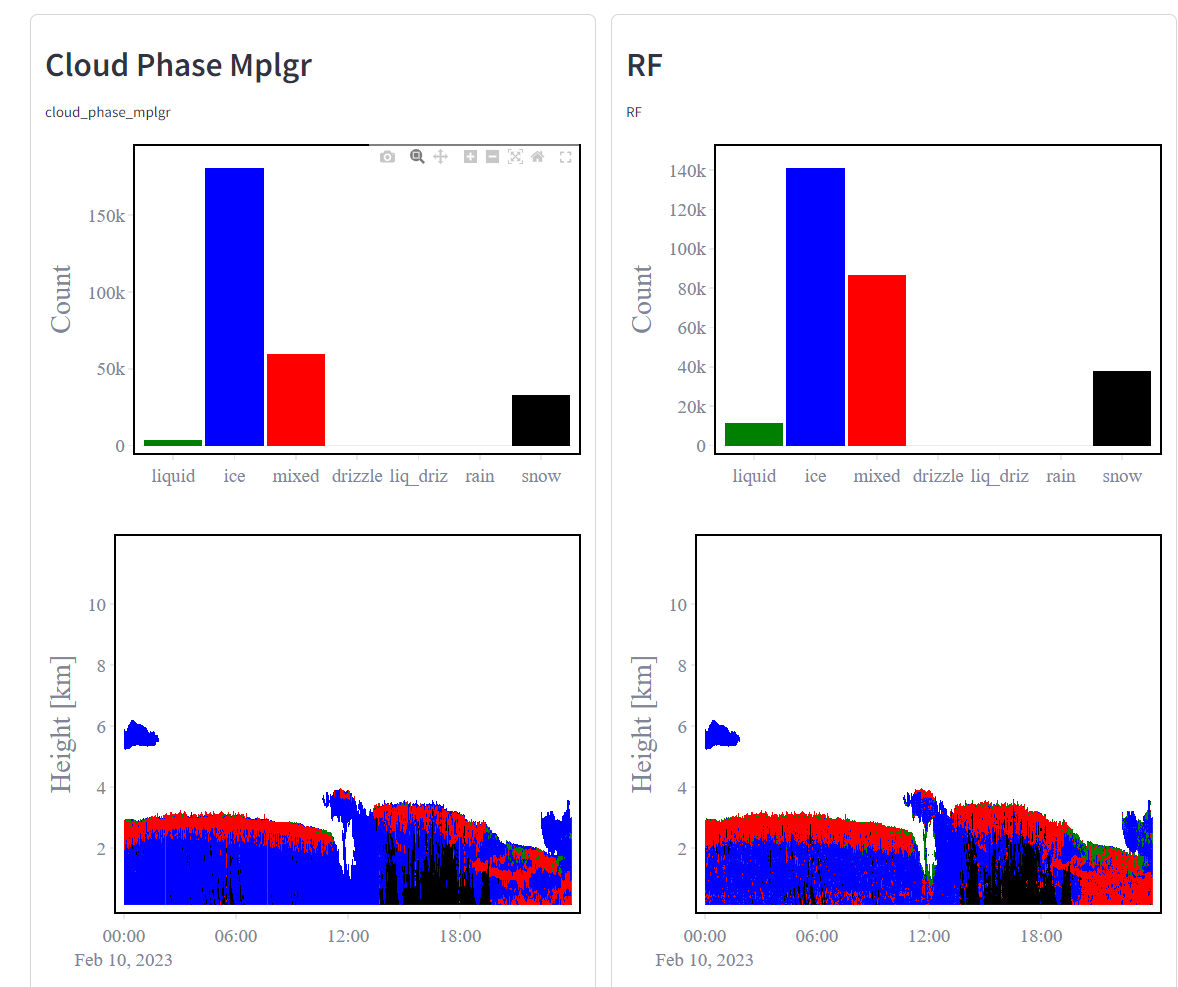 Cloud Phase Mplgr
cloud_phase_mplgr
150k
100k
50k
0
Count
liquid ice mixed drizzle liq_driz rain snow
10
8
6
4
2
Height [km]
00:00 06:00 12:00 18:00
Feb 10, 2023
RF
RF
140k
120k
100k
80k
60k
40k
20k
0
Count
liquid ice mixed drizzle liq_driz rain snow
10
8
6
4
2
Height [km]
00:00 06:00 12:00 18:00
Feb 10, 2023